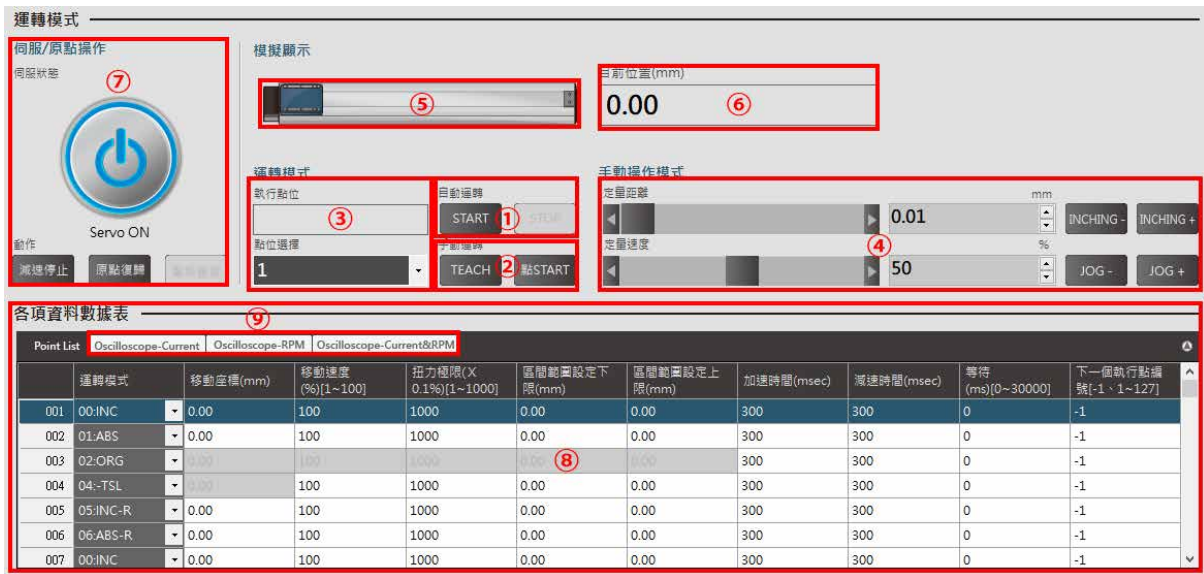 運轉模式
伺服/原點操作
模擬顯示
伺服狀態
⑦
⑤
目前位置(mm)
0.00
⑥
運轉模式
手動操作模式
執行點位
自動運轉
定量距離
mm
③
START
①
STOP
0.01
INCHING -
INCHING +
Servo ON
動作
點位選擇
手動運轉
定量速度
④
%
減速停止
原點復歸
1
TEACH
②
點START
50
JOG -
JOG +
各項資料數據表
⑨
Point List
Oscilloscope-Current
Oscilloscope-RPM
Oscilloscope-Current&RPM
運轉模式 移動座標(mm) 移動速度(%)[1~100] 扭力極限(X 0.1%)[1~1000] 區間範圍設定下限(mm) 區間範圍設定上限(mm) 加速時間(msec) 減速時間(msec) 等待(ms)[0~30000] 下一個執行點編號[-1、1~127]
001 00:INC 0.00 100 1000 0.00 0.00 300 300 0 -1
002 01:ABS 0.00 100 1000 0.00 0.00 300 300 0 -1
003 02:ORG 0.00 100 1000 0.00 ⑧ 0.00 300 300 0 -1
004 04:-TSL 0.00 100 1000 0.00 0.00 300 300 0 -1
005 05:INC-R 0.00 100 1000 0.00 0.00 300 300 0 -1
006 06:ABS-R 0.00 100 1000 0.00 0.00 300 300 0 -1
007 00:INC 0.00 100 1000 0.00 0.00 300 300 0 -1